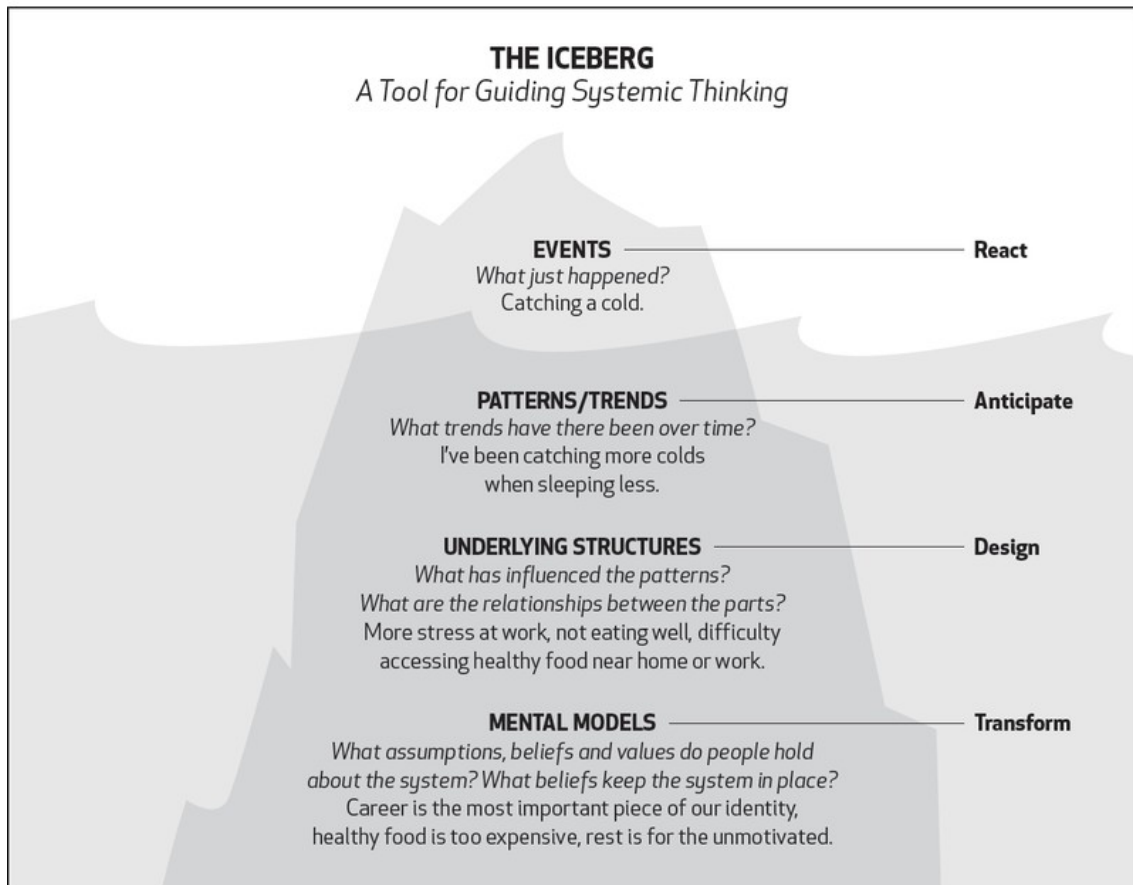 THE ICEBERG
A Tool for Guiding Systemic Thinking
EVENTS React
What just happened?
Catching a cold.
PATTERNS/TRENDS Anticipate
What trends have there been over time?
I've been catching more colds
when sleeping less.
UNDERLYING STRUCTURES Design
What has influenced the patterns?
What are the relationships between the parts?
More stress at work, not eating well, difficulty
accessing healthy food near home or work.
MENTAL MODELS Transform
What assumptions, beliefs and values do people hold
about the system? What beliefs keep the system in place?
Career is the most important piece of our identity,
healthy food is too expensive, rest is for the unmotivated.